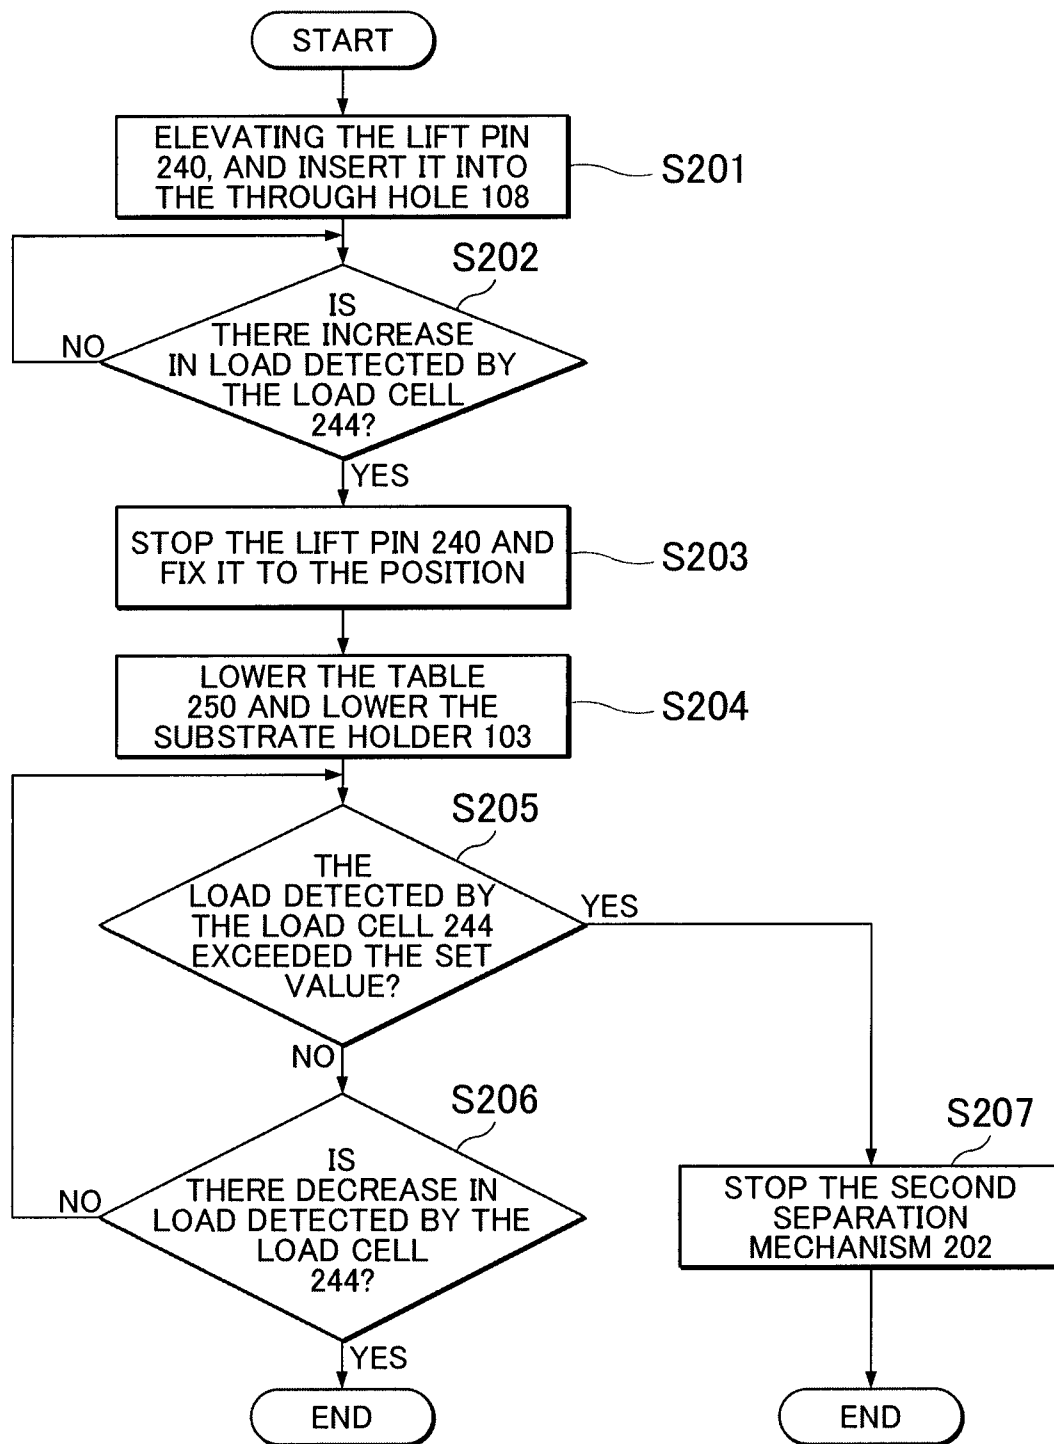 START
ELEVATING THE LIFT PIN
240, AND INSERT IT INTO
THE THROUGH HOLE 108
S201
S202
IS
THERE INCREASE
IN LOAD DETECTED BY
THE LOAD CELL
244?
NO
YES
STOP THE LIFT PIN 240 AND
FIX IT TO THE POSITION
S203
LOWER THE TABLE
250 AND LOWER THE
SUBSTRATE HOLDER 103
S204
S205
THE
LOAD DETECTED BY
THE LOAD CELL 244
EXCEEDED THE SET
VALUE?
YES
NO
S206
IS
THERE DECREASE IN
LOAD DETECTED BY THE
LOAD CELL
244?
NO
YES
S207
STOP THE SECOND
SEPARATION
MECHANISM 202
END
END